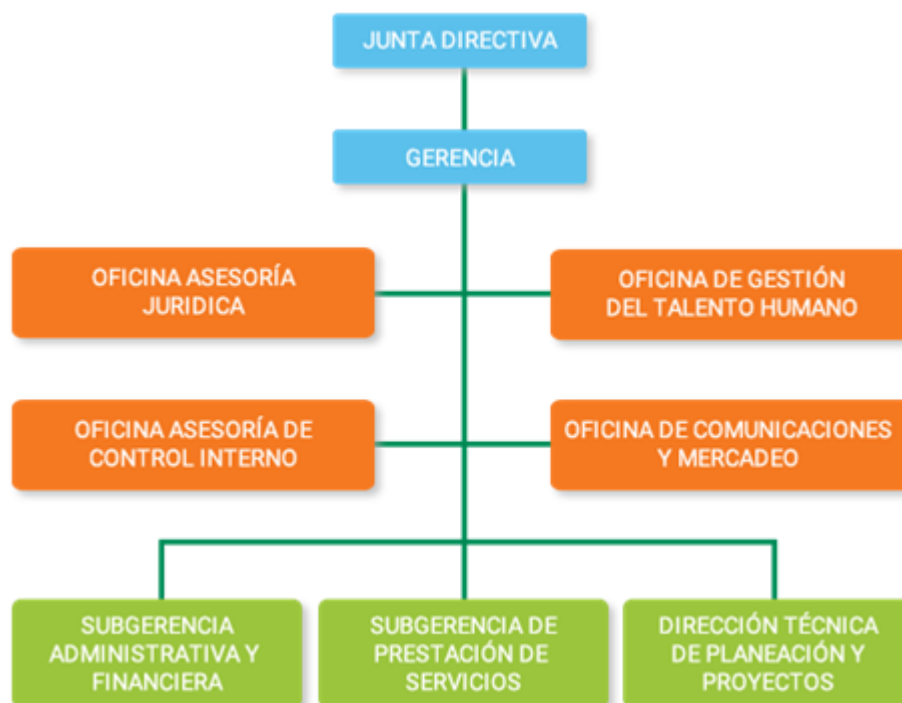 JUNTA DIRECTIVA
GERENCIA
OFICINA ASESORÍA
JURIDICA
OFICINA DE GESTIÓN
DEL TALENTO HUMANO
OFICINA ASESORÍA DE
CONTROL INTERNO
OFICINA DE COMUNICACIONES
Y MERCADEO
SUBGERENCIA
ADMINISTRATIVA Y
FINANCIERA
SUBGERENCIA DE
PRESTACIÓN DE
SERVICIOS
DIRECCIÓN TÉCNICA
DE PLANEACIÓN Y
PROYECTOS